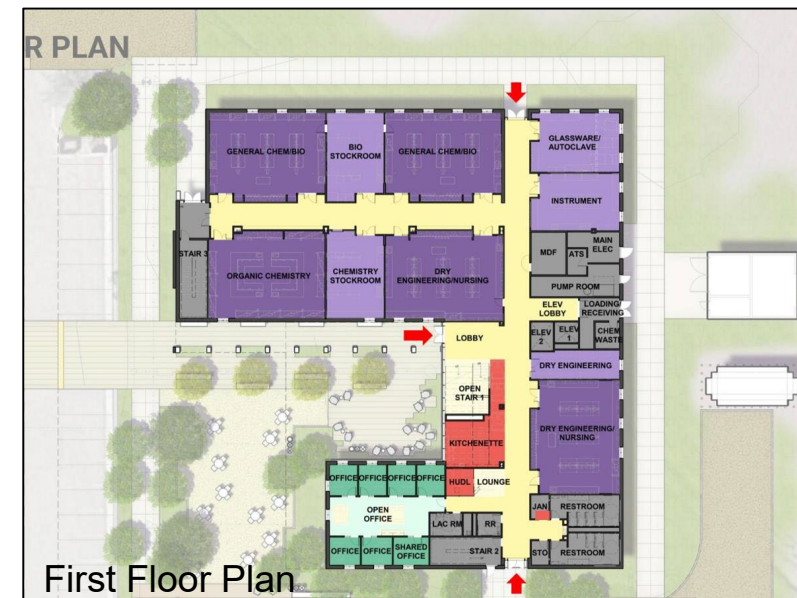 R PLAN
GENERAL CHEM/BIO
BIO
STOCKROOM
GENERAL CHEM/BIO
GLASSWARE/
AUTOCLAVE
INSTRUMENT
STAIR 3
ORGANIC CHEMISTRY
CHEMISTRY
STOCKROOM
DRY
ENGINEERING/NURSING
MDF
ATS
MAIN
ELEC
PUMP ROOM
ELEV
LOBBY
LOADING/
RECEIVING
LOBBY
ELEV
2
ELEV
1
CHEM
WASTE
DRY ENGINEERING
OPEN
STAIR 1
DRY ENGINEERING/
NURSING
KITCHENETTE
OFFICE
OFFICE
OFFICE
OFFICE
HUDL
LOUNGE
OPEN
OFFICE
LAC RM
RR
JAN
RESTROOM
OFFICE
OFFICE
SHARED
OFFICE
STAIR 2
STO
RESTROOM
First Floor Plan